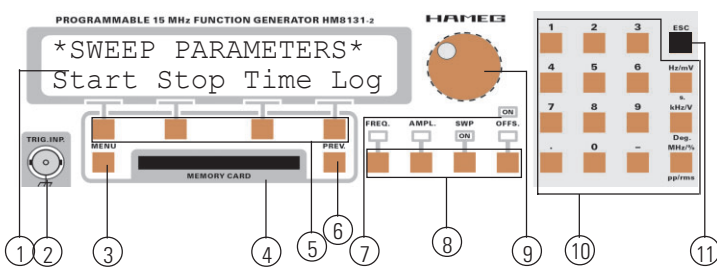 PROGRAMMABLE 15 MHz FUNCTION GENERATOR HM8131-2
HAMEG
*SWEEP PARAMETERS*
Start Stop Time Log
TRIG. INP.
MENU
PREV.
MEMORY CARD
ON
FREQ. AMPL. SWP OFFS.
ON
1 2 3 ESC
4 5 6 Hz/mV
s.
7 8 9 kHz/V
Deg.
. 0 – MHz/%
pp/rms
1 2 3 4 5 6 7 8 9 10 11